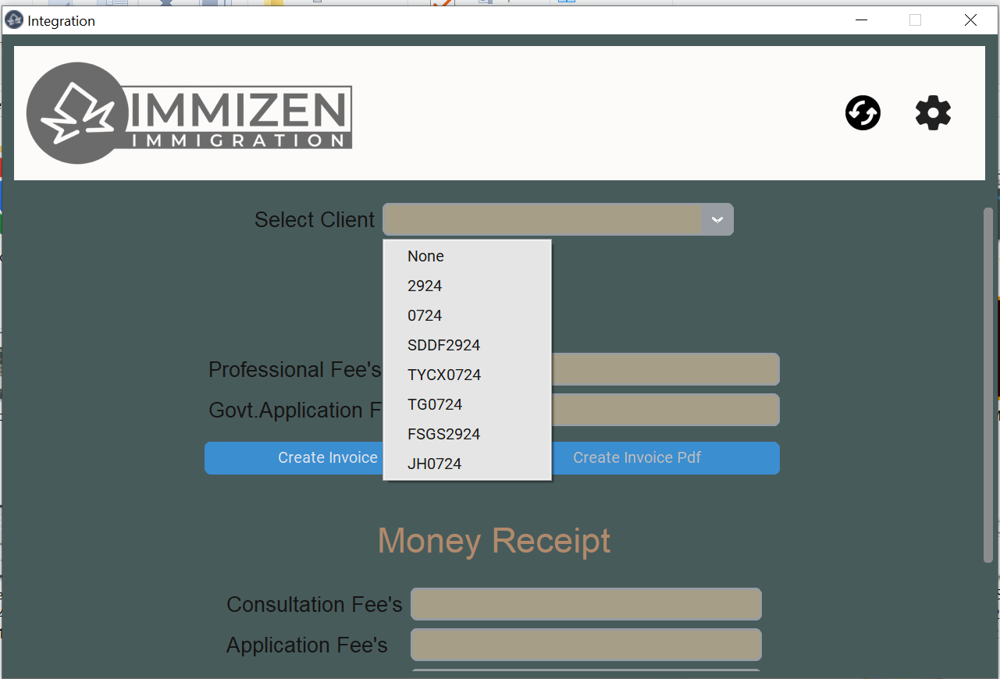 Integration
IMMIZEN
IMMIGRATION
Select Client
None
2924
0724
SDDF2924
TYCX0724
TG0724
FSGS2924
JH0724
Professional Fee's
Govt.Application F
Create Invoice
Create Invoice Pdf
Money Receipt
Consultation Fee's
Application Fee's